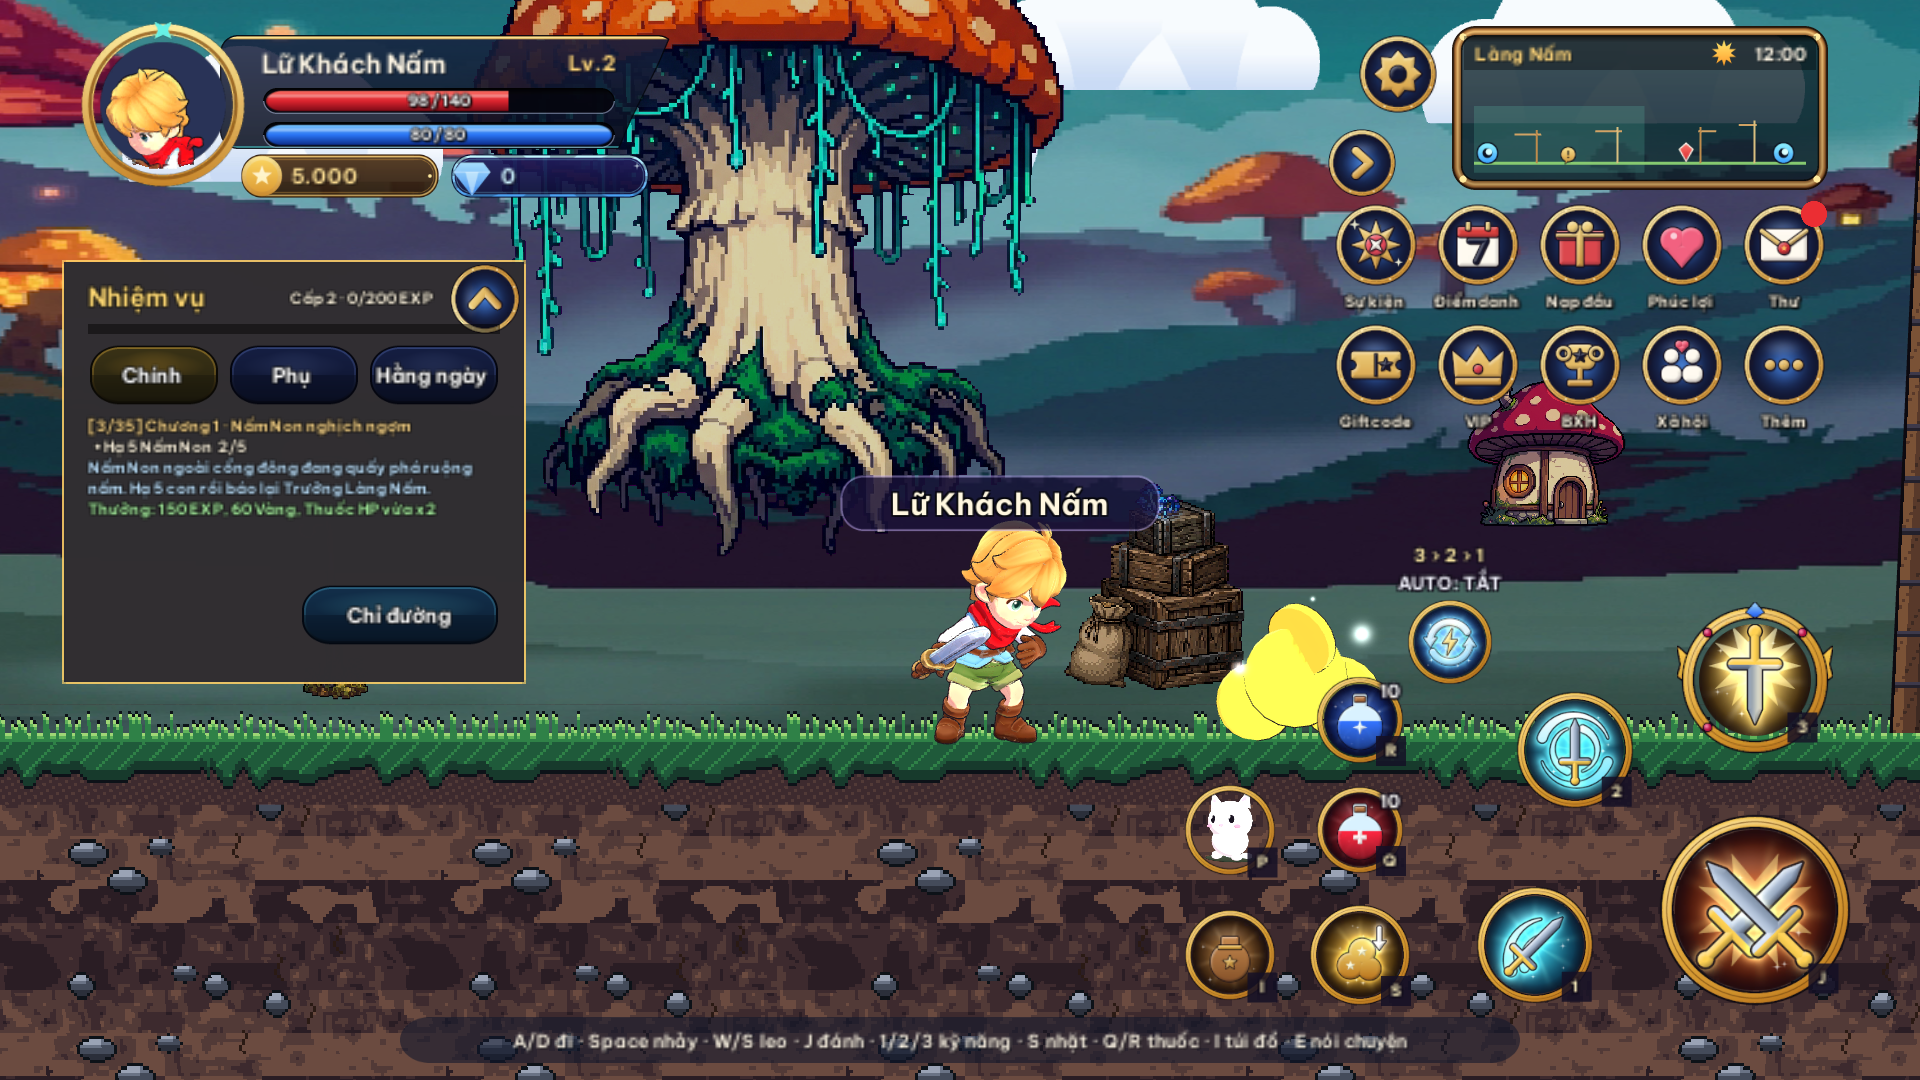 Lữ Khách Nấm
Lv.2
98/140
80/80
5.000
0
Làng Nấm
12:00
Sự kiện
Điểm danh
Nạp đầu
Phúc lợi
Thư
7
Giftcode
VIP
BXH
Xã hội
Thêm
Nhiệm vụ
Cấp 2 · 0/200 EXP
Chính
Phụ
Hằng ngày
[3/35] Chương 1 · Nấm Non nghịch ngợm
• Hạ 5 Nấm Non 2/5
Nấm Non ngoài cổng đông đang quấy phá ruộng
nấm. Hạ 5 con rồi báo lại Trưởng Làng Nấm.
Thưởng: 150 EXP, 60 Vàng, Thuốc HP vừa x2
Chỉ đường
Lữ Khách Nấm
3 › 2 › 1
AUTO: TẮT
10
R
3
2
10
P
Q
I
S
1
J
A/D đi · Space nhảy · W/S leo · J đánh · 1/2/3 kỹ năng · S nhặt · Q/R thuốc · I túi đồ · E nói chuyện